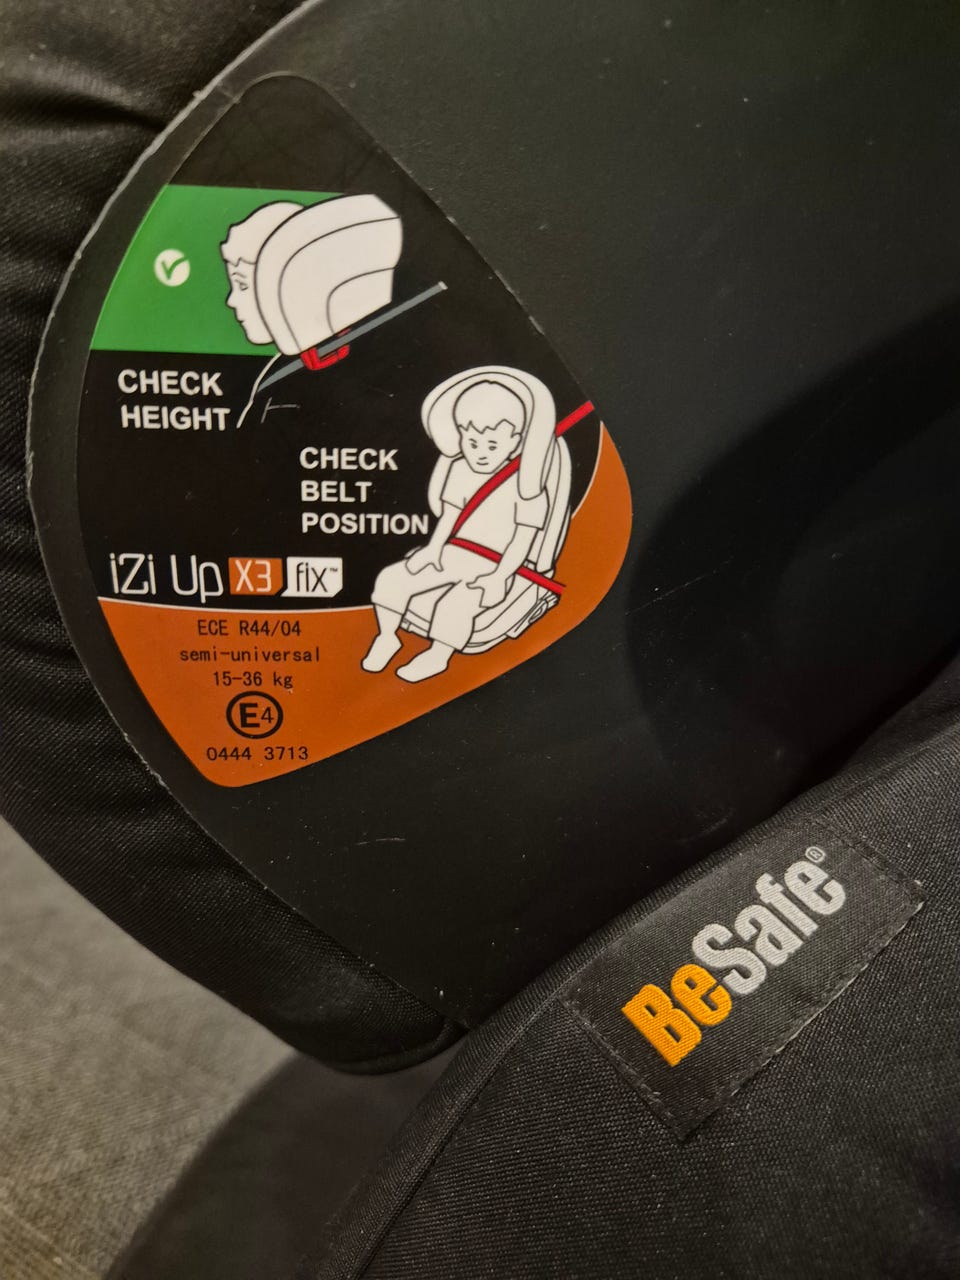 CHECK
HEIGHT
CHECK
BELT
POSITION
iZi Up X3 fix™
ECE R44/04
semi-universal
15-36 kg
E4
0444 3713
BeSafe®